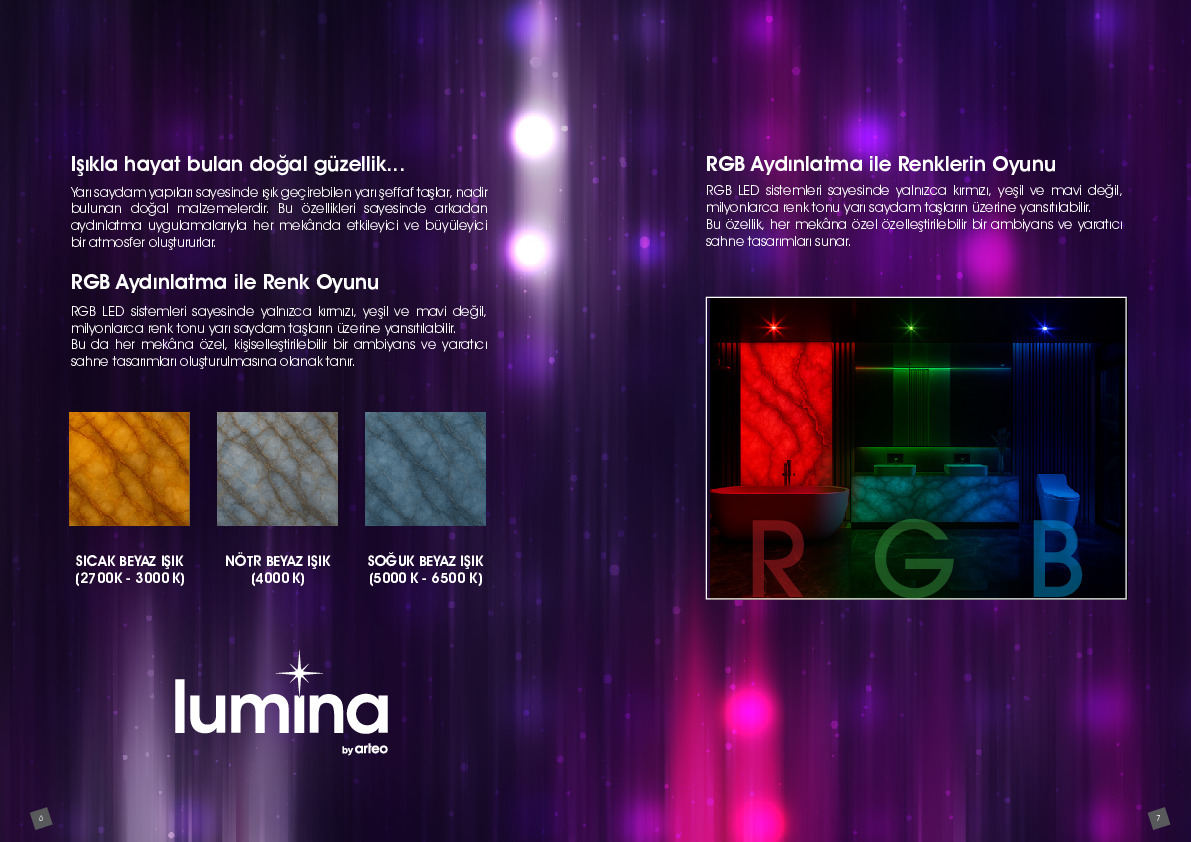 Işıkla hayat bulan doğal güzellik...
Yarı saydam yapıları sayesinde ışık geçirebilen yarı şeffaf taşlar, nadir
bulunan doğal malzemelerdir. Bu özellikleri sayesinde arkadan
aydınlatma uygulamalarıyla her mekânda etkileyici ve büyüleyici
bir atmosfer oluştururlar.
RGB Aydınlatma ile Renk Oyunu
RGB LED sistemleri sayesinde yalnızca kırmızı, yeşil ve mavi değil,
milyonlarca renk tonu yarı saydam taşların üzerine yansıtılabilir.
Bu da her mekâna özel, kişiselleştirilebilir bir ambiyans ve yaratıcı
sahne tasarımları oluşturulmasına olanak tanır.
SICAK BEYAZ IŞIK
(2700K - 3000 K)
NÖTR BEYAZ IŞIK
(4000 K)
SOĞUK BEYAZ IŞIK
(5000 K - 6500 K)
lumina
by arteo
6
RGB Aydınlatma ile Renklerin Oyunu
RGB LED sistemleri sayesinde yalnızca kırmızı, yeşil ve mavi değil,
milyonlarca renk tonu yarı saydam taşların üzerine yansıtılabilir.
Bu özellik, her mekâna özel özelleştirilebilir bir ambiyans ve yaratıcı
sahne tasarımları sunar.
R G B
7